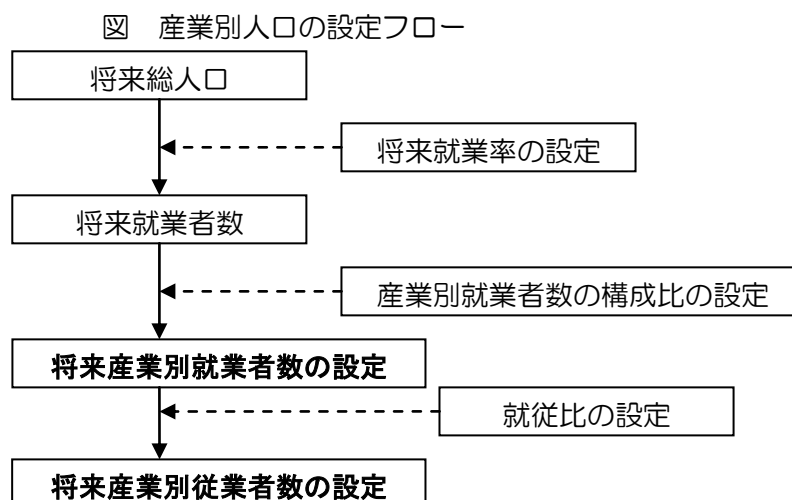 図　産業別人口の設定フロー
将来総人口
将来就業率の設定
将来就業者数
産業別就業者数の構成比の設定
将来産業別就業者数の設定
就従比の設定
将来産業別従業者数の設定